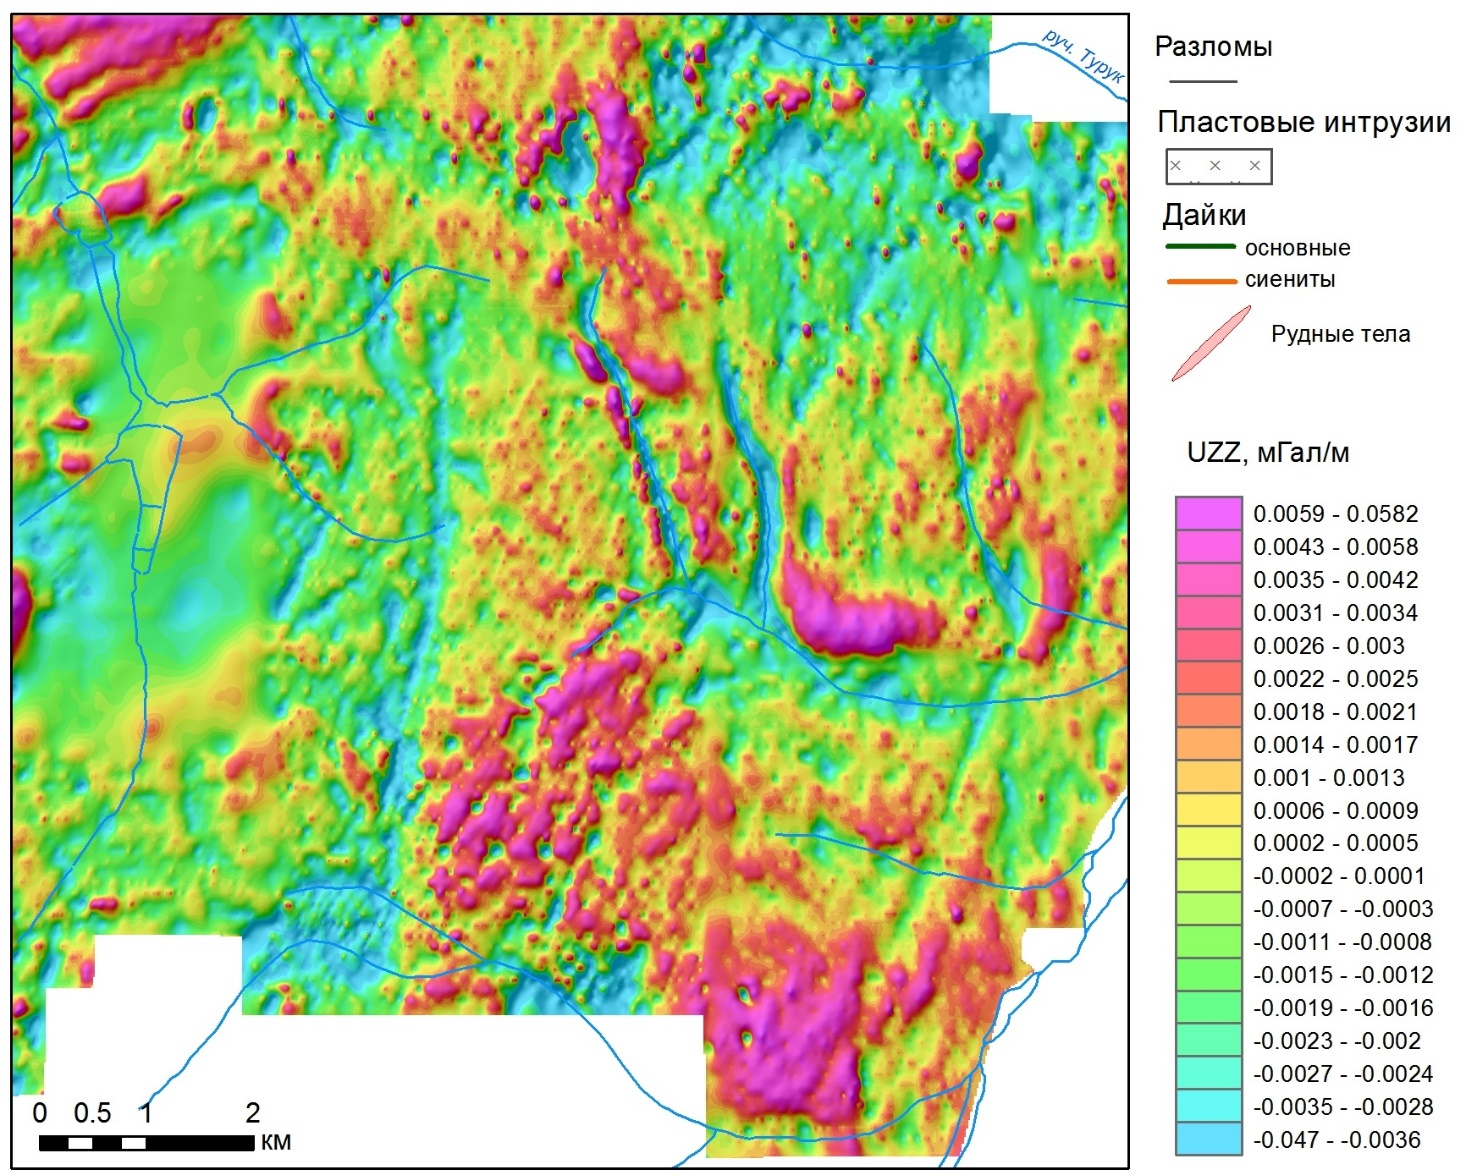 руч. Турук
Разломы
Пластовые интрузии
Дайки
основные
сиениты
Рудные тела
UZZ, мГал/м
0.0059 - 0.0582
0.0043 - 0.0058
0.0035 - 0.0042
0.0031 - 0.0034
0.0026 - 0.003
0.0022 - 0.0025
0.0018 - 0.0021
0.0014 - 0.0017
0.001 - 0.0013
0.0006 - 0.0009
0.0002 - 0.0005
-0.0002 - 0.0001
-0.0007 - -0.0003
-0.0011 - -0.0008
-0.0015 - -0.0012
-0.0019 - -0.0016
-0.0023 - -0.002
-0.0027 - -0.0024
-0.0035 - -0.0028
-0.047 - -0.0036
0 0.5 1 2
км